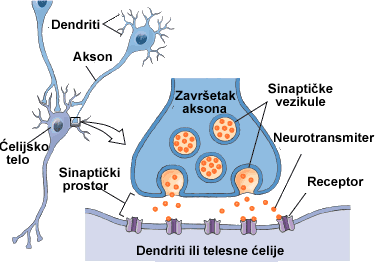 Dendriti
Akson
Završetak
aksona
Sinaptičke
vezikule
Neurotransmiter
Ćelijsko
telo
Sinaptički
prostor
Receptor
Dendriti ili telesne ćelije